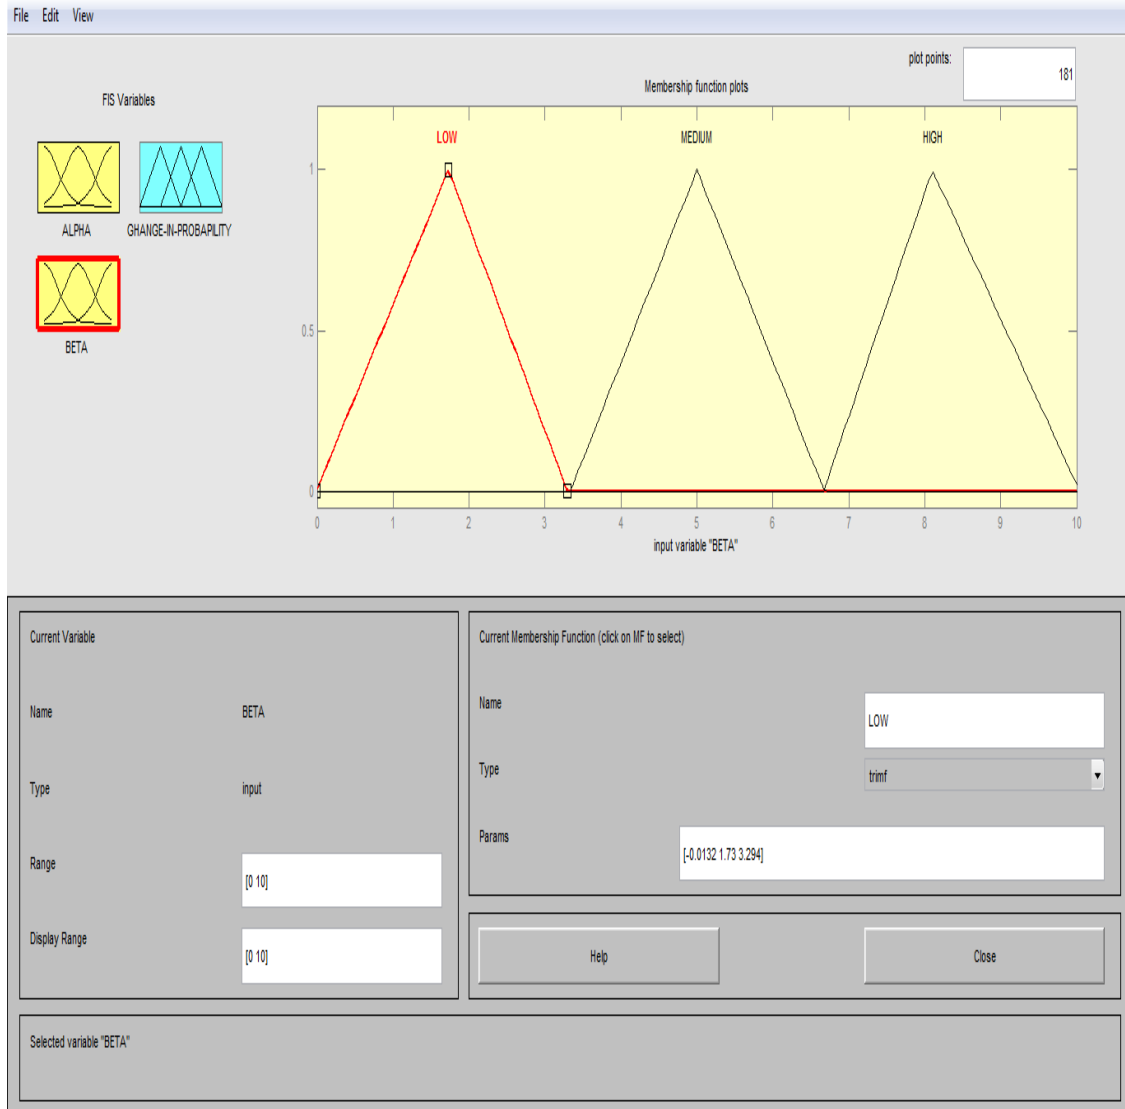 File Edit View
plot points:
181
FIS Variables
Membership function plots
LOW MEDIUM HIGH
1
0.5
0
0 1 2 3 4 5 6 7 8 9 10
input variable "BETA"
ALPHA
GHANGE-IN-PROBAPILITY
BETA
Current Variable
Name BETA
Type input
Range [0 10]
Display Range [0 10]
Current Membership Function (click on MF to select)
Name LOW
Type trimf
Params [-0.0132 1.73 3.294]
Help Close
Selected variable "BETA"